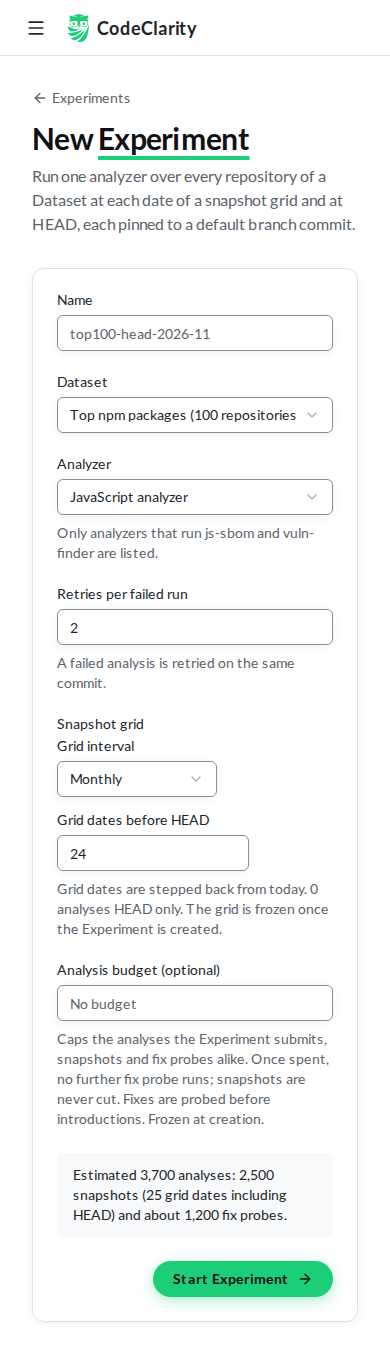 CodeClarity
Experiments
New Experiment
Run one analyzer over every repository of a
Dataset at each date of a snapshot grid and at
HEAD, each pinned to a default branch commit.
Name
top100-head-2026-11
Dataset
Top npm packages (100 repositories
Analyzer
JavaScript analyzer
Only analyzers that run js-sbom and vuln-
finder are listed.
Retries per failed run
2
A failed analysis is retried on the same
commit.
Snapshot grid
Grid interval
Monthly
Grid dates before HEAD
24
Grid dates are stepped back from today. 0
analyses HEAD only. The grid is frozen once
the Experiment is created.
Analysis budget (optional)
No budget
Caps the analyses the Experiment submits,
snapshots and fix probes alike. Once spent,
no further fix probe runs; snapshots are
never cut. Fixes are probed before
introductions. Frozen at creation.
Estimated 3,700 analyses: 2,500
snapshots (25 grid dates including
HEAD) and about 1,200 fix probes.
Start Experiment